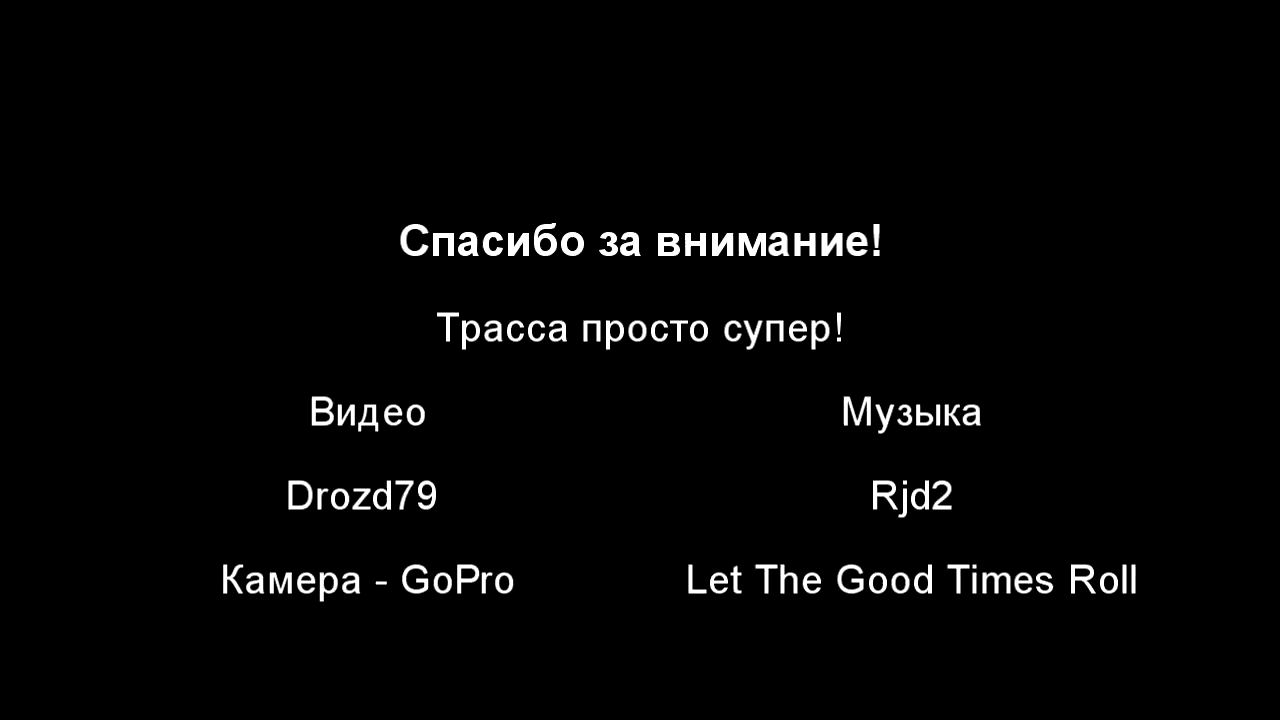 Спасибо за внимание!
Трасса просто супер!
Видео Музыка
Drozd79 Rjd2
Камера - GoPro Let The Good Times Roll